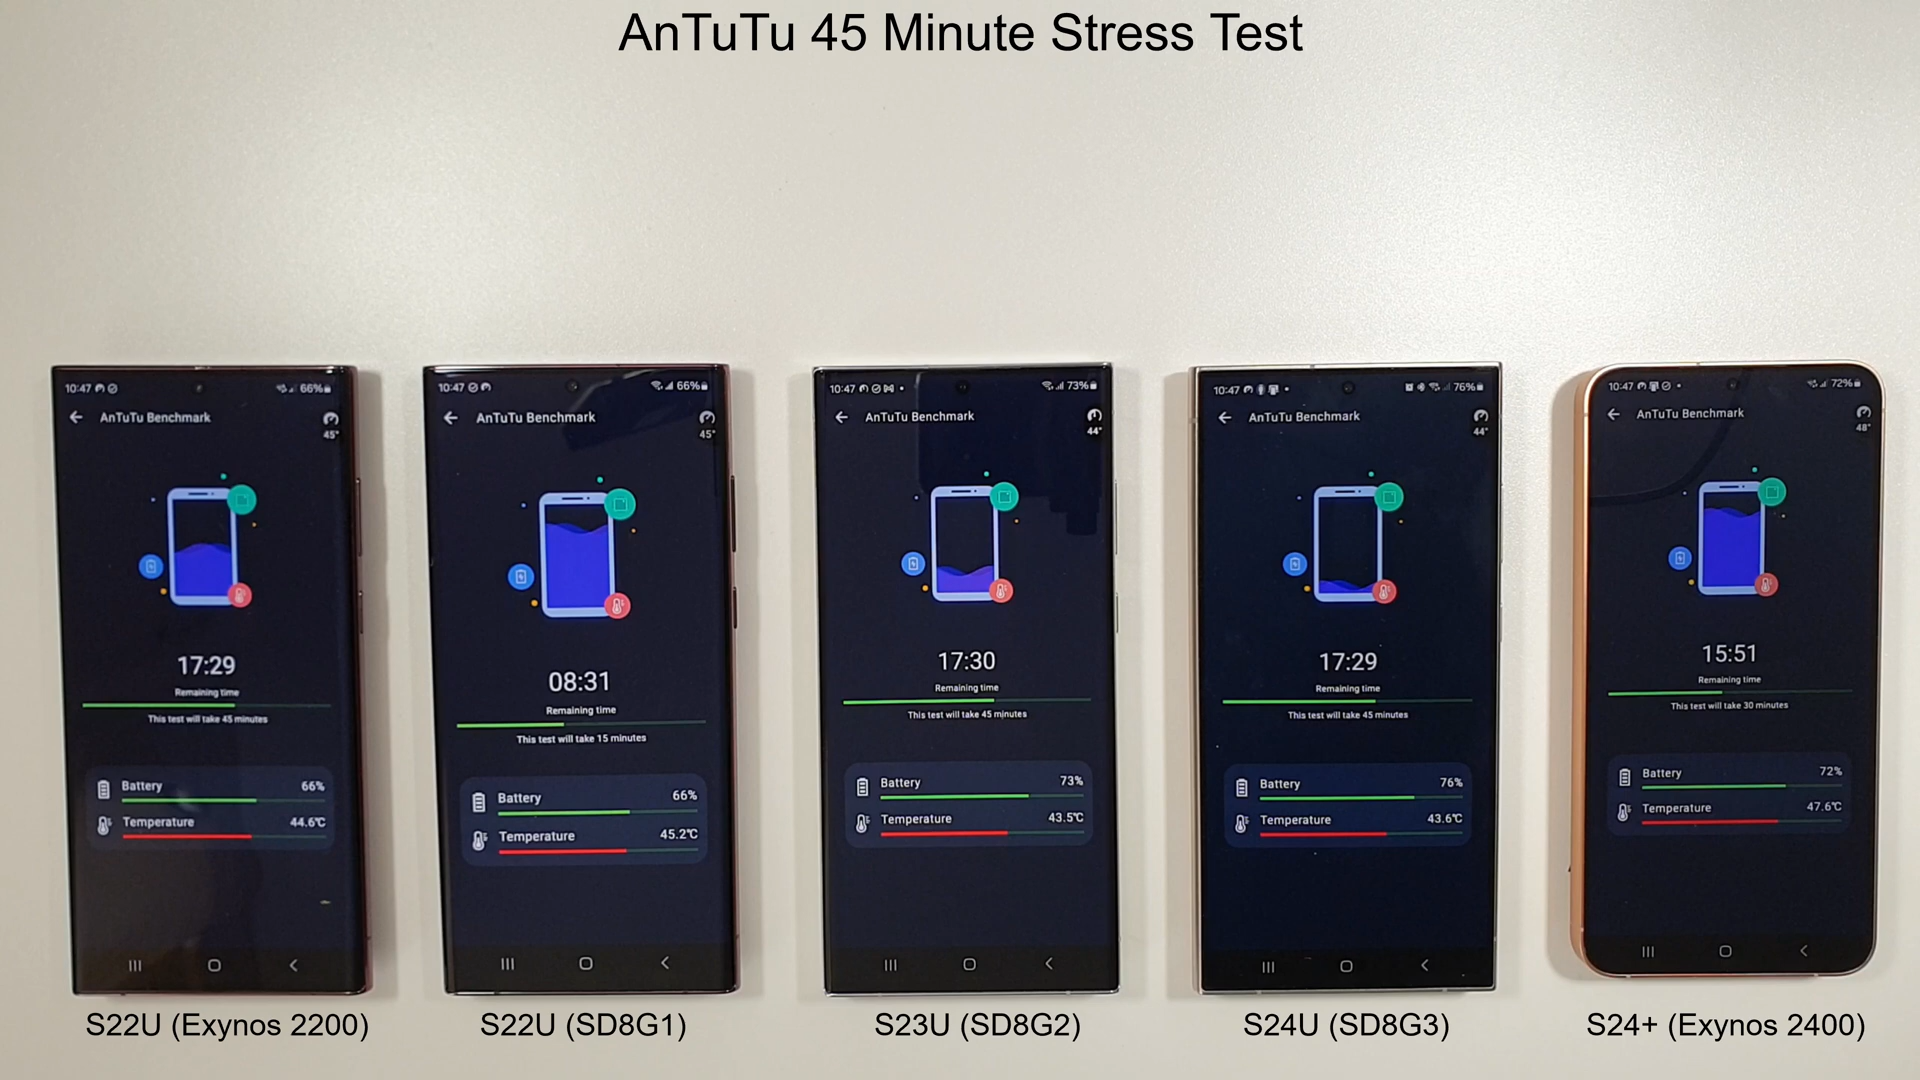 AnTuTu 45 Minute Stress Test
10:47 66%
AnTuTu Benchmark
45°
17:29
Remaining time
This test will take 45 minutes
Battery 66%
Temperature 44.6℃
S22U (Exynos 2200)
10:47 66%
AnTuTu Benchmark
45°
08:31
Remaining time
This test will take 15 minutes
Battery 66%
Temperature 45.2℃
S22U (SD8G1)
10:47 73%
AnTuTu Benchmark
44°
17:30
Remaining time
This test will take 45 minutes
Battery 73%
Temperature 43.5℃
S23U (SD8G2)
10:47 76%
AnTuTu Benchmark
44°
17:29
Remaining time
This test will take 45 minutes
Battery 76%
Temperature 43.6℃
S24U (SD8G3)
10:47 72%
AnTuTu Benchmark
48°
15:51
Remaining time
This test will take 30 minutes
Battery 72%
Temperature 47.6℃
S24+ (Exynos 2400)